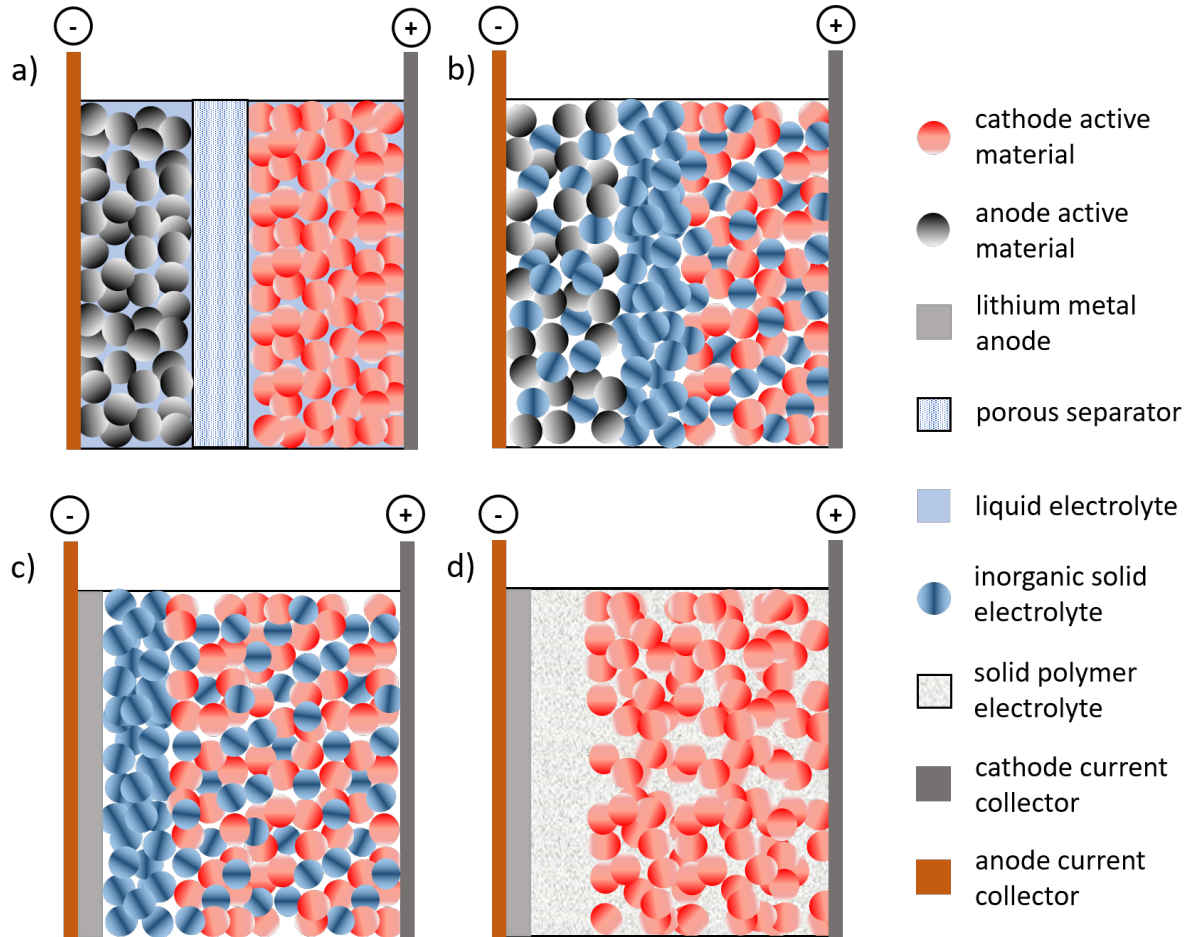 - +
a)
- +
b)
cathode active
material
anode active
material
lithium metal
anode
porous separator
liquid electrolyte
inorganic solid
electrolyte
solid polymer
electrolyte
cathode current
collector
anode current
collector
- +
c)
- +
d)